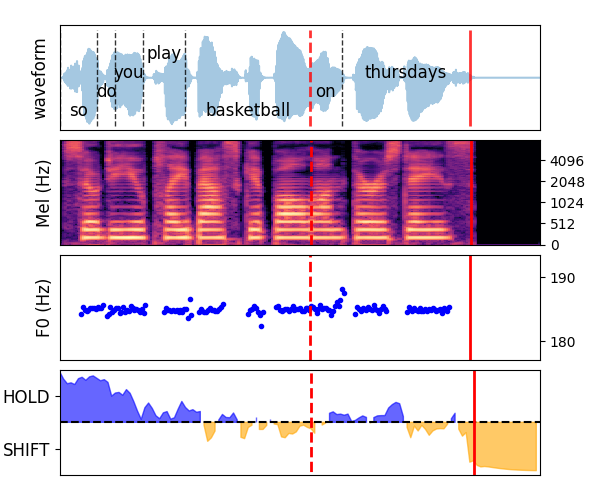 waveform
so
do
you
play
basketball
on
thursdays
Mel (Hz)
4096
2048
1024
512
0
F0 (Hz)
190
180
HOLD
SHIFT